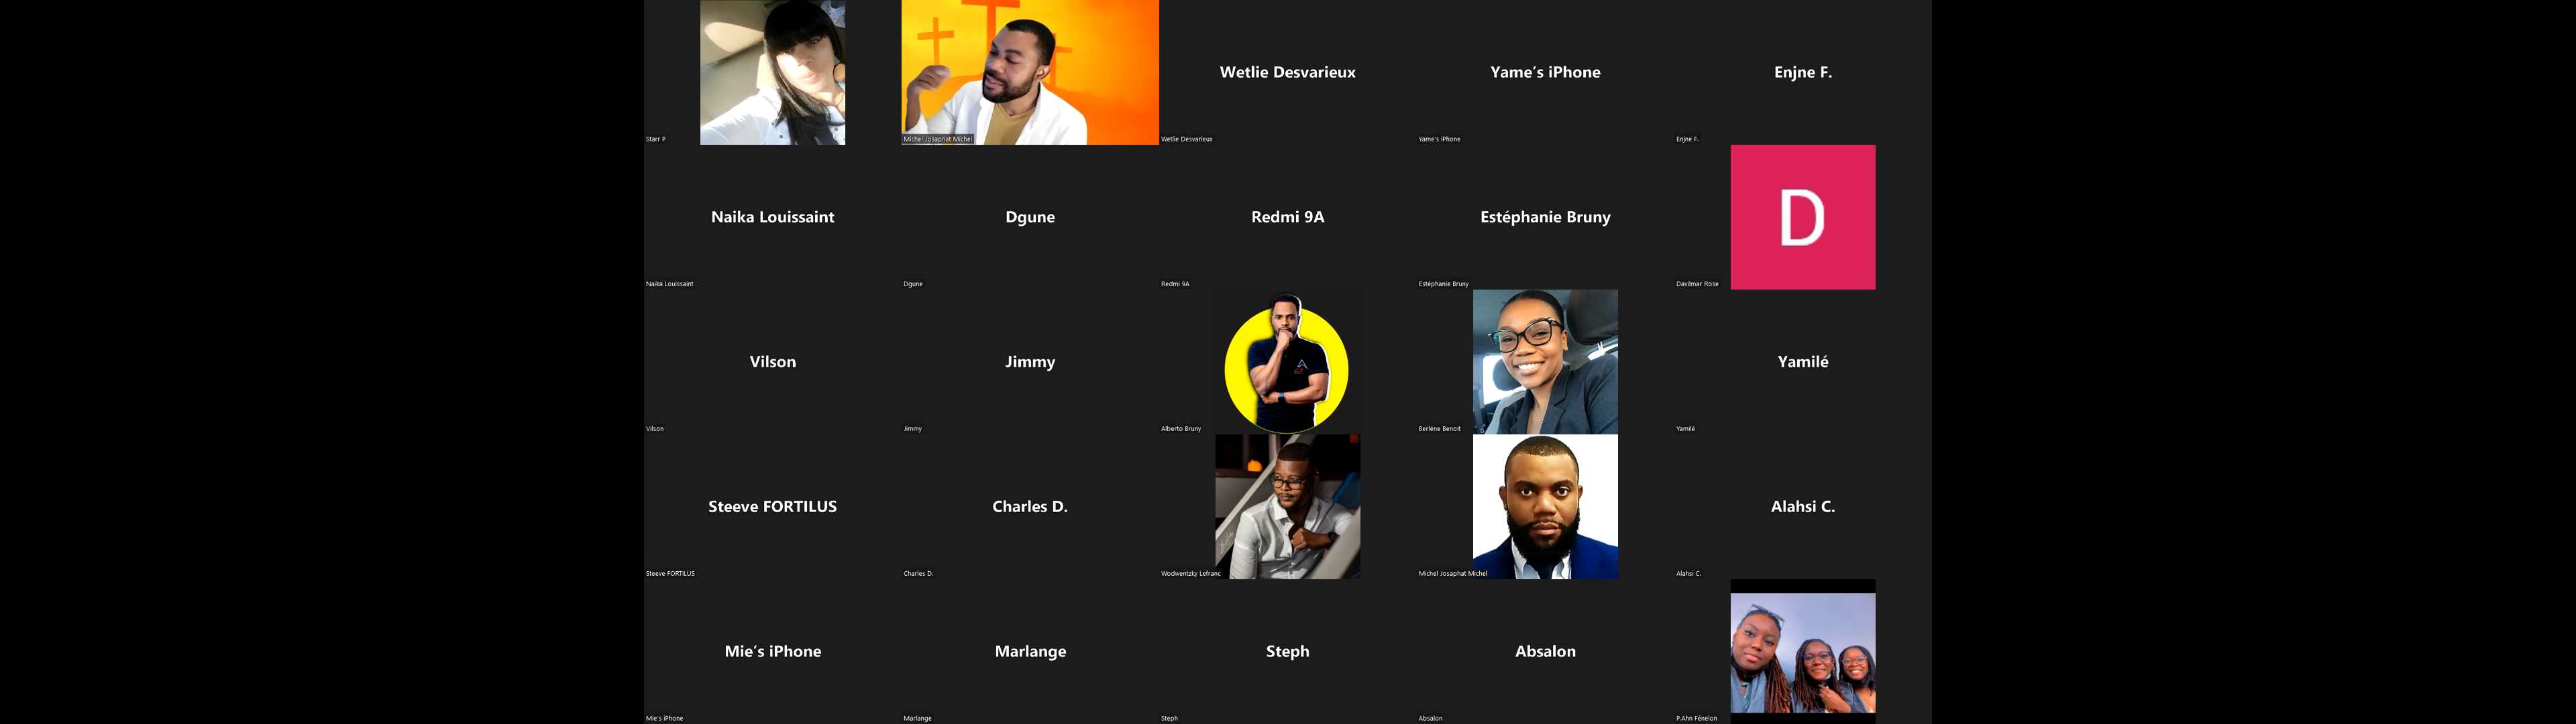 Starr P
Michel Josaphat Michel
Wetlie Desvarieux
Wetlie Desvarieux
Yame's iPhone
Yame's iPhone
Enjne F.
Enjne F.
Naika Louissaint
Naika Louissaint
Dgune
Dgune
Redmi 9A
Redmi 9A
Estéphanie Bruny
Estéphanie Bruny
D
Davilmar Rose
Vilson
Vilson
Jimmy
Jimmy
Alberto Bruny
Berlène Benoit
Yamilé
Yamilé
Steeve FORTILUS
Steeve FORTILUS
Charles D.
Charles D.
Wodwentzky Lefranc
Michel Josaphat Michel
Alahsi C.
Alahsi C.
Mie's iPhone
Mie's iPhone
Marlange
Marlange
Steph
Steph
Absalon
Absalon
P.Ahn Fénelon